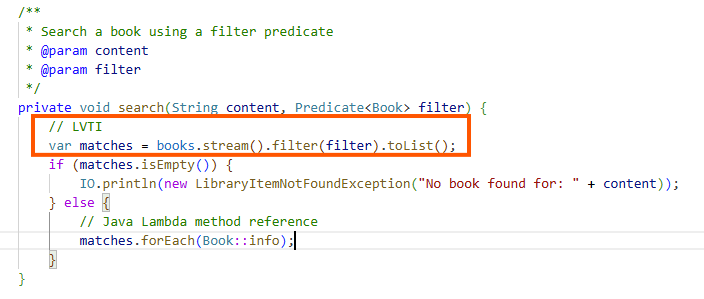 /**
 * Search a book using a filter predicate
 * @param content
 * @param filter
 */
private void search(String content, Predicate<Book> filter) {
    // LVTI
    var matches = books.stream().filter(filter).toList();
    if (matches.isEmpty()) {
        IO.println(new LibraryItemNotFoundException("No book found for: " + content));
    } else {
        // Java Lambda method reference
        matches.forEach(Book::info);
    }
}